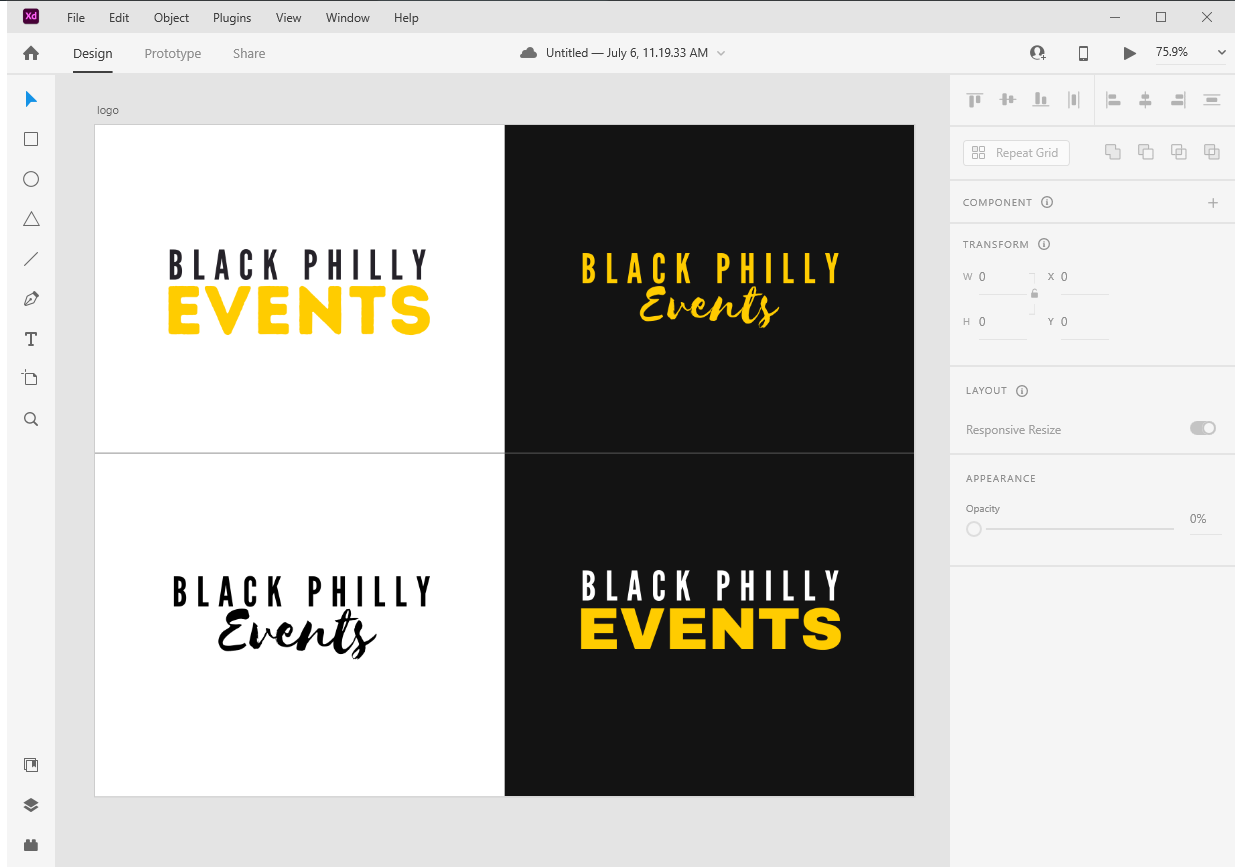 Xd File Edit Object Plugins View Window Help
Design Prototype Share Untitled — July 6, 11.19.33 AM 75.9%
logo
BLACK PHILLY
EVENTS
BLACK PHILLY
Events
BLACK PHILLY
Events
BLACK PHILLY
EVENTS
Repeat Grid
COMPONENT
TRANSFORM
W 0 X 0
H 0 Y 0
LAYOUT
Responsive Resize
APPEARANCE
Opacity
0%